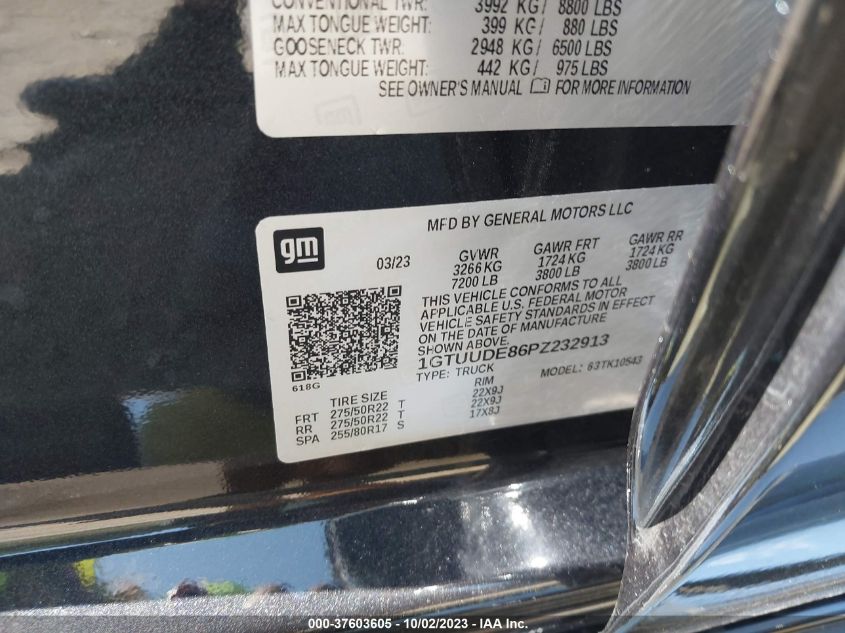 CONVENTIONAL TWR: 3992 KG/ 8800 LBS
MAX TONGUE WEIGHT: 399 KG/ 880 LBS
GOOSENECK TWR: 2948 KG/ 6500 LBS
MAX TONGUE WEIGHT: 442 KG/ 975 LBS
SEE OWNER'S MANUAL FOR MORE INFORMATION
gm
MFD BY GENERAL MOTORS LLC
gm
03/23 GVWR GAWR FRT GAWR RR
3266 KG 1724 KG 1724 KG
7200 LB 3800 LB 3800 LB
THIS VEHICLE CONFORMS TO ALL
APPLICABLE U.S. FEDERAL MOTOR
VEHICLE SAFETY STANDARDS IN EFFECT
ON THE DATE OF MANUFACTURE
SHOWN ABOVE.
1GTUUDE86PZ232913
TYPE: TRUCK MODEL: 63TK10543
618G
TIRE SIZE RIM
FRT 275/50R22 T 22X9J
RR 275/50R22 T 22X9J
SPA 255/80R17 S 17X8J
000-37603605 - 10/02/2023 - IAA Inc.